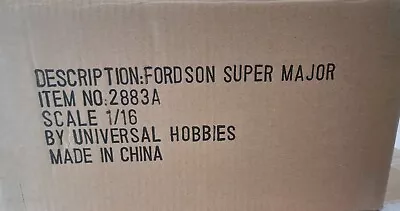 DESCRIPTION:FORDSON SUPER MAJOR
ITEM NO.2883A
SCALE 1/16
BY UNIVERSAL HOBBIES
MADE IN CHINA